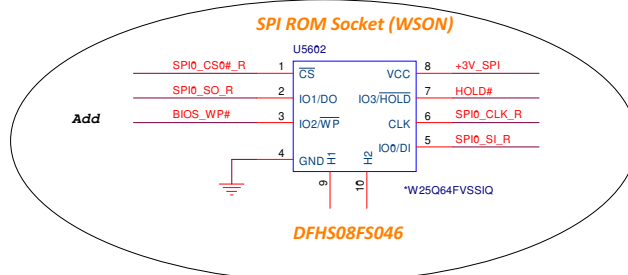 SPI ROM Socket (WSON)
U5602
SPI0_CS0#_R 1 CS VCC 8 +3V_SPI
SPI0_SO_R 2 IO1/DO IO3/HOLD 7 HOLD#
Add BIOS_WP# 3 IO2/WP CLK 6 SPI0_CLK_R
IO0/DI 5 SPI0_SI_R
4 GND H1 H2
9 10
*W25Q64FVSSIQ
DFHS08FS046